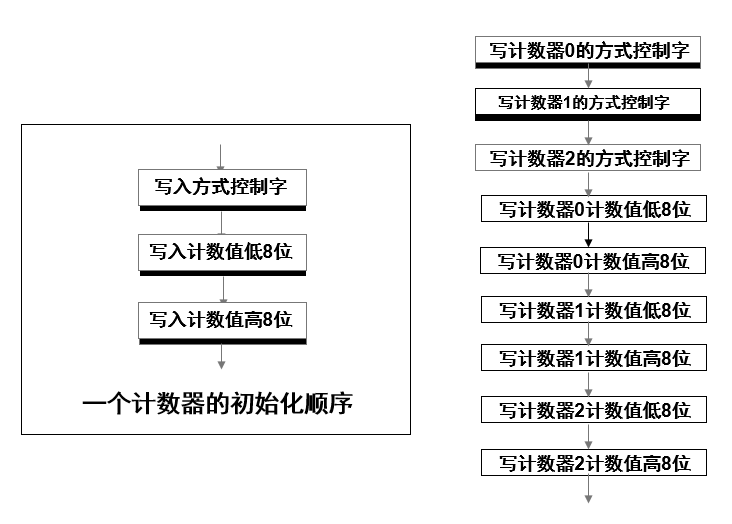 写入方式控制字
写入计数值低8位
写入计数值高8位
一个计数器的初始化顺序
写计数器0的方式控制字
写计数器1的方式控制字
写计数器2的方式控制字
写计数器0计数值低8位
写计数器0计数值高8位
写计数器1计数值低8位
写计数器1计数值高8位
写计数器2计数值低8位
写计数器2计数值高8位